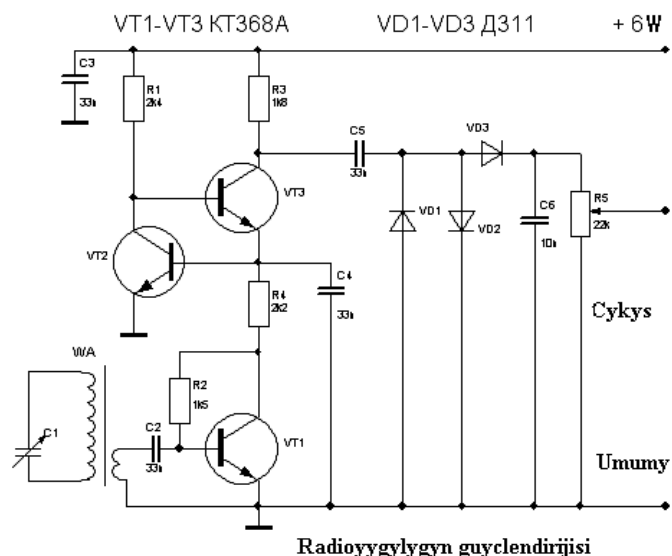 VT1-VT3 KT368A VD1-VD3 Д311 + 6W
C3
33n
R1
2k4
R3
1k8
C5
33n
VD3
VT3
VD1
VD2
C6
10n
R5
22k
VT2
C4
33n
R4
2k2
Cykys
WA
C1
R2
1k5
C2
33n
VT1
Umumy
Radioyygylygyn guyclendirijisi